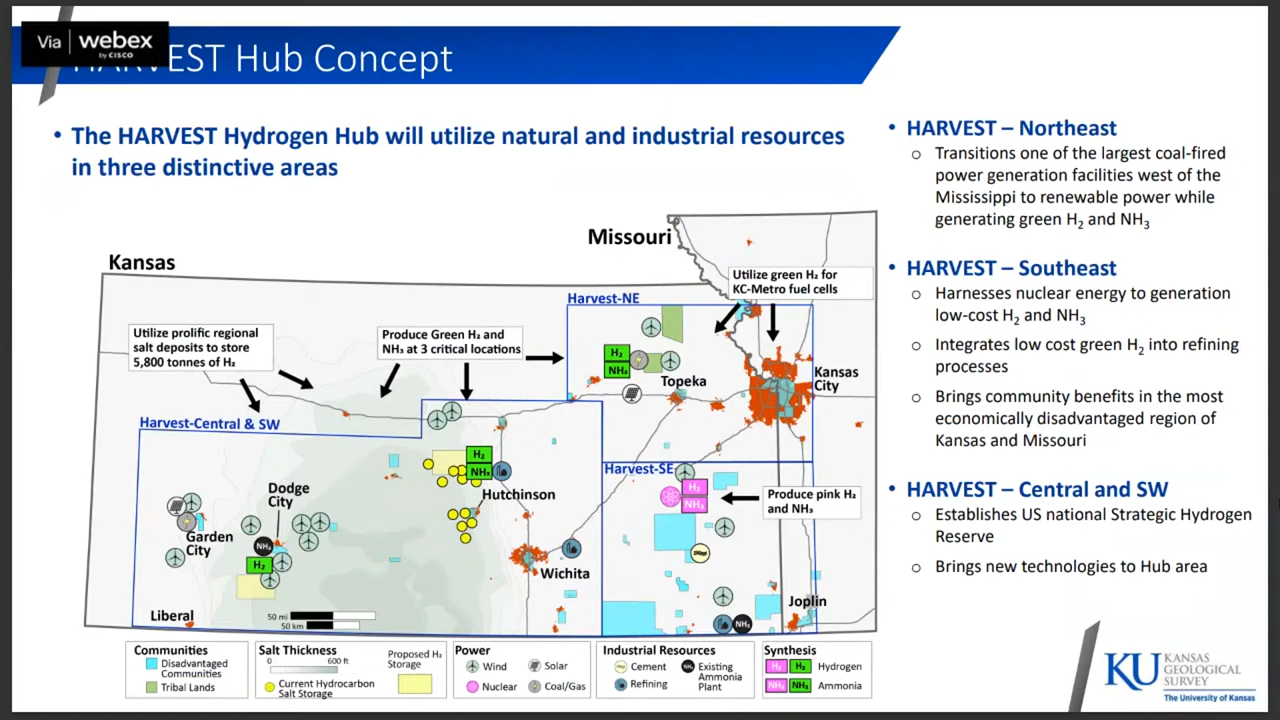 Via webex
by CISCO
HARVEST Hub Concept
• The HARVEST Hydrogen Hub will utilize natural and industrial resources
in three distinctive areas
Missouri
Kansas
Utilize green H₂ for
KC-Metro fuel cells
Harvest-NE
Utilize prolific regional
salt deposits to store
5,800 tonnes of H₂
Produce Green H₂ and
NH₃ at 3 critical locations
H₂
NH₃
Topeka
Kansas
City
Harvest-Central & SW
H₂
NH₃
Harvest-SE
H₂
NH₃
Produce pink H₂
and NH₃
Hutchinson
Dodge
City
Garden
City
NH₃
H₂
Wichita
Liberal
50 mi
50 km
Joplin
NH₃
Communities
Disadvantaged
Communities
Tribal Lands
Salt Thickness
0 600 ft
Current Hydrocarbon
Salt Storage
Proposed H₂
Storage
Power
Wind
Solar
Nuclear
Coal/Gas
Industrial Resources
Cement
Refining
NH₃
Existing
Ammonia
Plant
Synthesis
H₂ H₂ Hydrogen
NH₃ NH₃ Ammonia
• HARVEST – Northeast
o Transitions one of the largest coal-fired
power generation facilities west of the
Mississippi to renewable power while
generating green H₂ and NH₃
• HARVEST – Southeast
o Harnesses nuclear energy to generation
low-cost H₂ and NH₃
o Integrates low cost green H₂ into refining
processes
o Brings community benefits in the most
economically disadvantaged region of
Kansas and Missouri
• HARVEST – Central and SW
o Establishes US national Strategic Hydrogen
Reserve
o Brings new technologies to Hub area
KU KANSAS
GEOLOGICAL
SURVEY
The University of Kansas